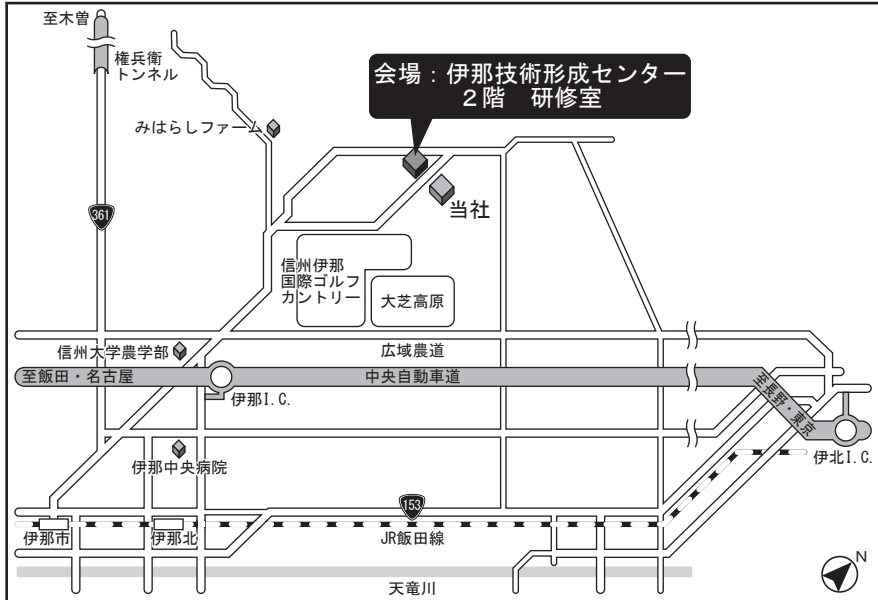 至木曽
権兵衛
トンネル
会場：伊那技術形成センター
２階　研修室
みはらしファーム
361
当社
信州伊那
国際ゴルフ
カントリー
大芝高原
信州大学農学部
広域農道
至飯田・名古屋
中央自動車道
至長野・東京
伊那I.C.
伊北I.C.
伊那中央病院
153
伊那市
伊那北
JR飯田線
N
天竜川